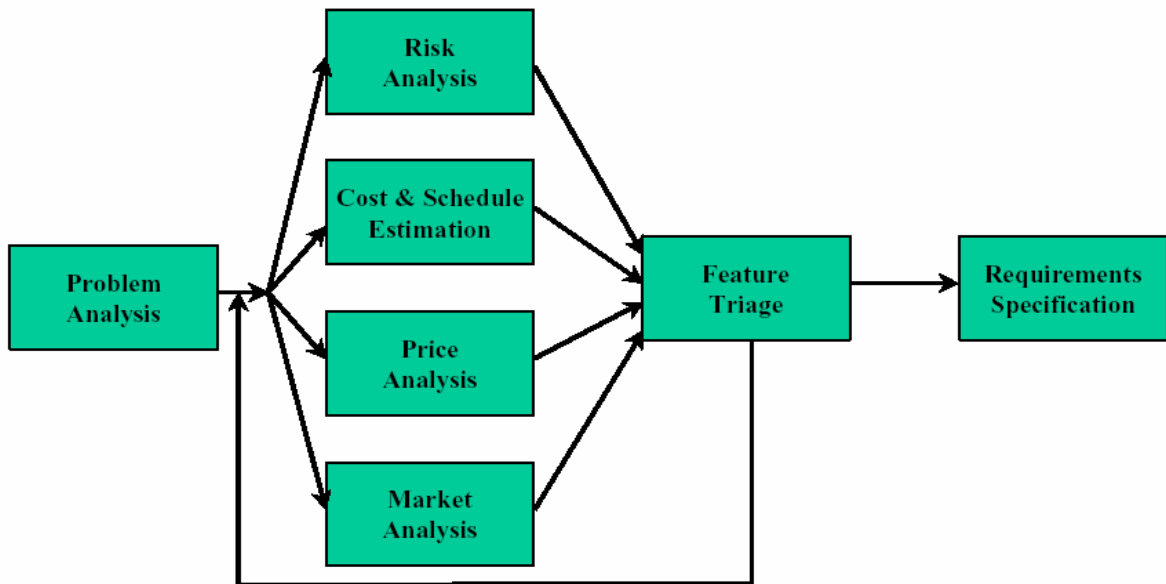 Risk
Analysis
Cost & Schedule
Estimation
Problem
Analysis
Price
Analysis
Market
Analysis
Feature
Triage
Requirements
Specification